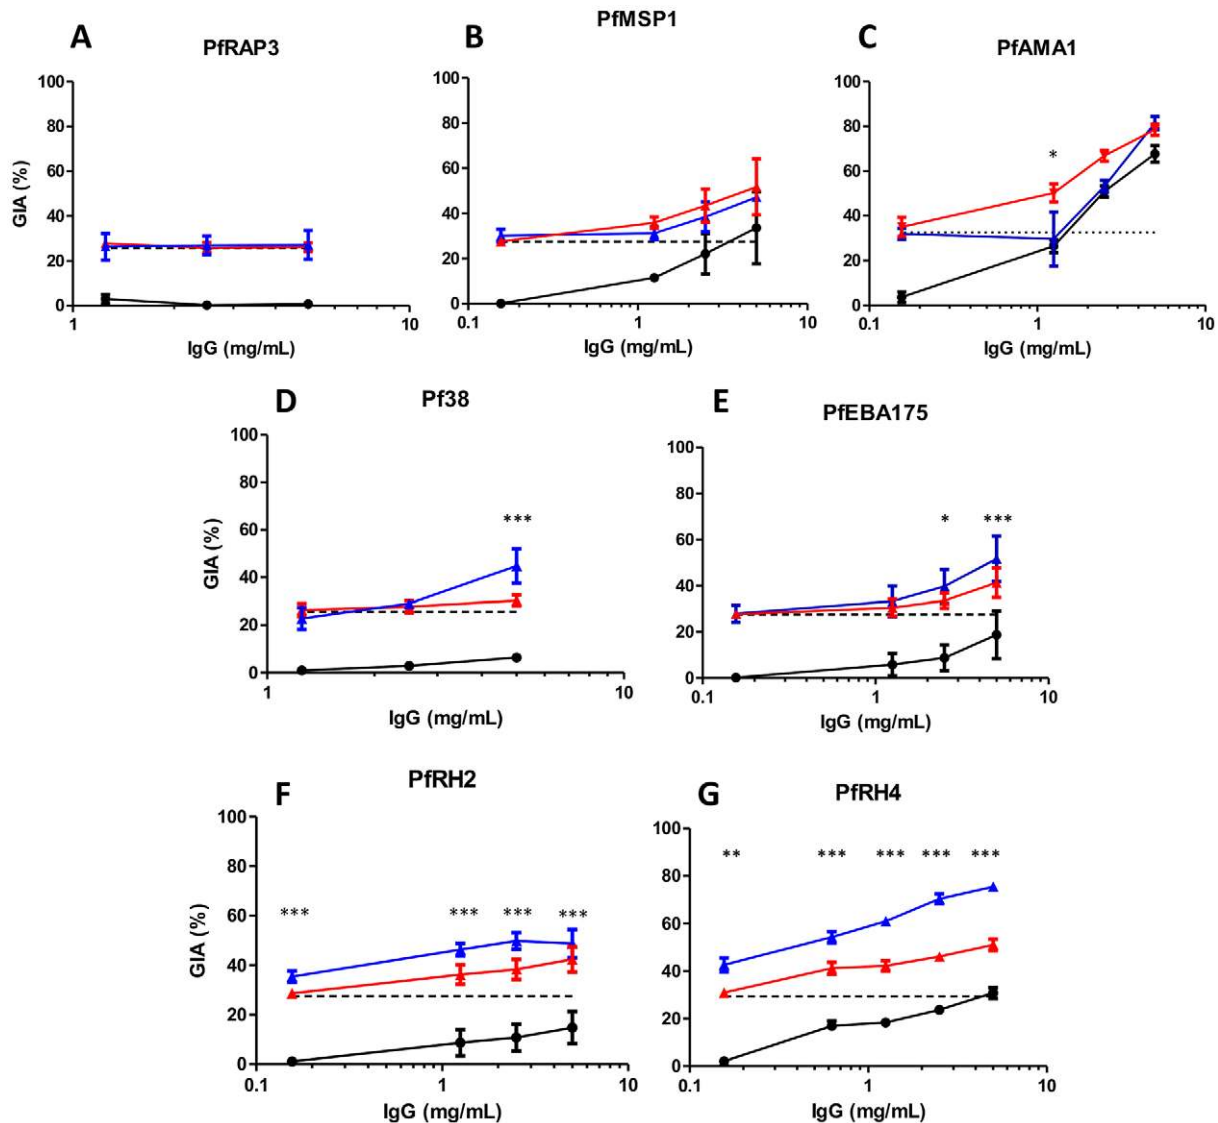 A
PfRAP3
100
80
60
40
20
0
GIA (%)
1
10
IgG (mg/mL)
B
PfMSP1
100
80
60
40
20
0
0.1
1
10
IgG (mg/mL)
C
PfAMA1
100
80
60
40
20
0
*
0.1
1
10
IgG (mg/mL)
D
Pf38
100
80
60
40
20
0
GIA (%)
***
1
10
IgG (mg/mL)
E
PfEBA175
100
80
60
40
20
0
* ***
0.1
1
10
IgG (mg/mL)
F
PfRH2
100
80
60
40
20
0
GIA (%)
*** *** *** ***
0.1
1
10
IgG (mg/mL)
G
PfRH4
100
80
60
40
20
0
** *** *** *** ***
0.1
1
10
IgG (mg/mL)